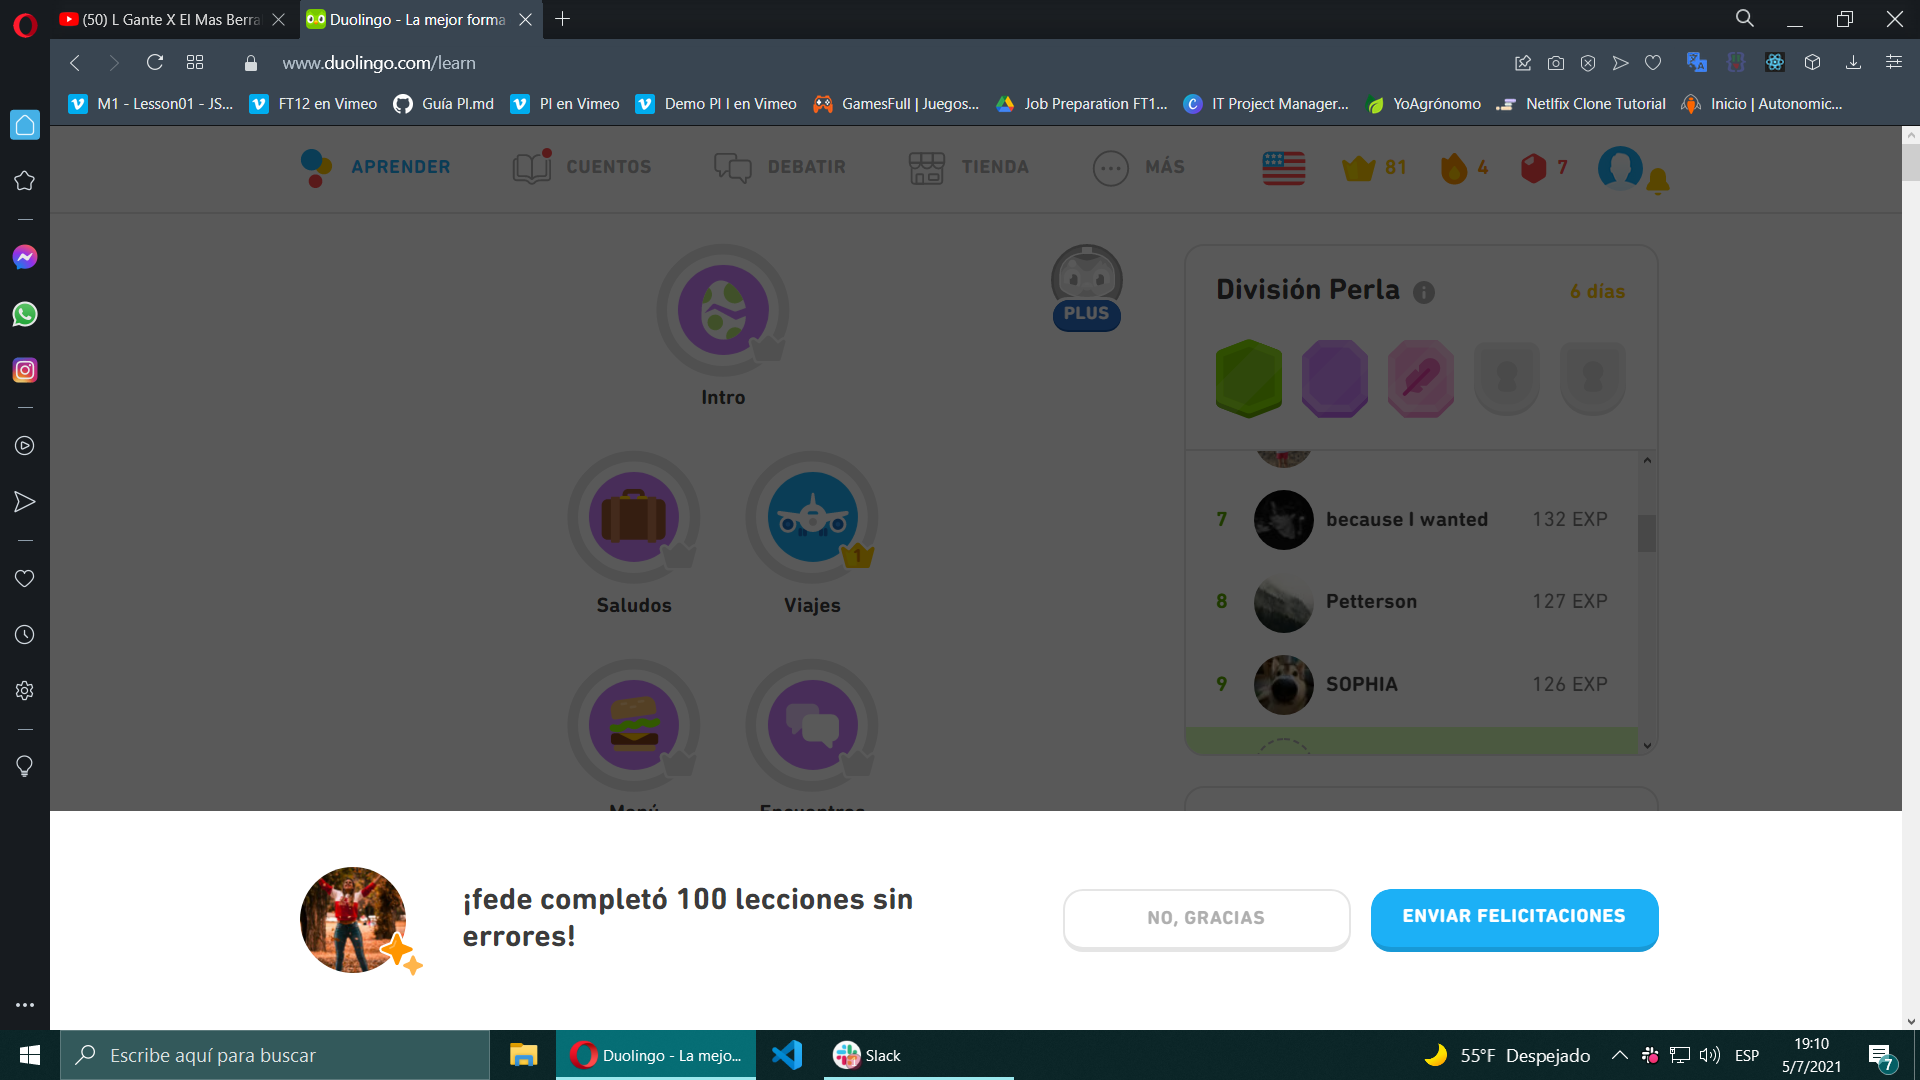 (50) L Gante X El Mas Berra
Duolingo - La mejor forma
www.duolingo.com/learn
M1 - Lesson01 - JS...
FT12 en Vimeo
Guía PI.md
PI en Vimeo
Demo PI I en Vimeo
GamesFull | Juegos...
Job Preparation FT1...
IT Project Manager...
YoAgrónomo
Netlfix Clone Tutorial
Inicio | Autonomic...
APRENDER
CUENTOS
DEBATIR
TIENDA
MÁS
81
4
7
Intro
PLUS
División Perla
6 días
Saludos
1
Viajes
7 because I wanted 132 EXP
8 Petterson 127 EXP
9 SOPHIA 126 EXP
Menú
Encuentros
¡fede completó 100 lecciones sin
errores!
NO, GRACIAS
ENVIAR FELICITACIONES
Escribe aquí para buscar
Duolingo - La mejo...
Slack
55°F Despejado
ESP
19:10
5/7/2021
7